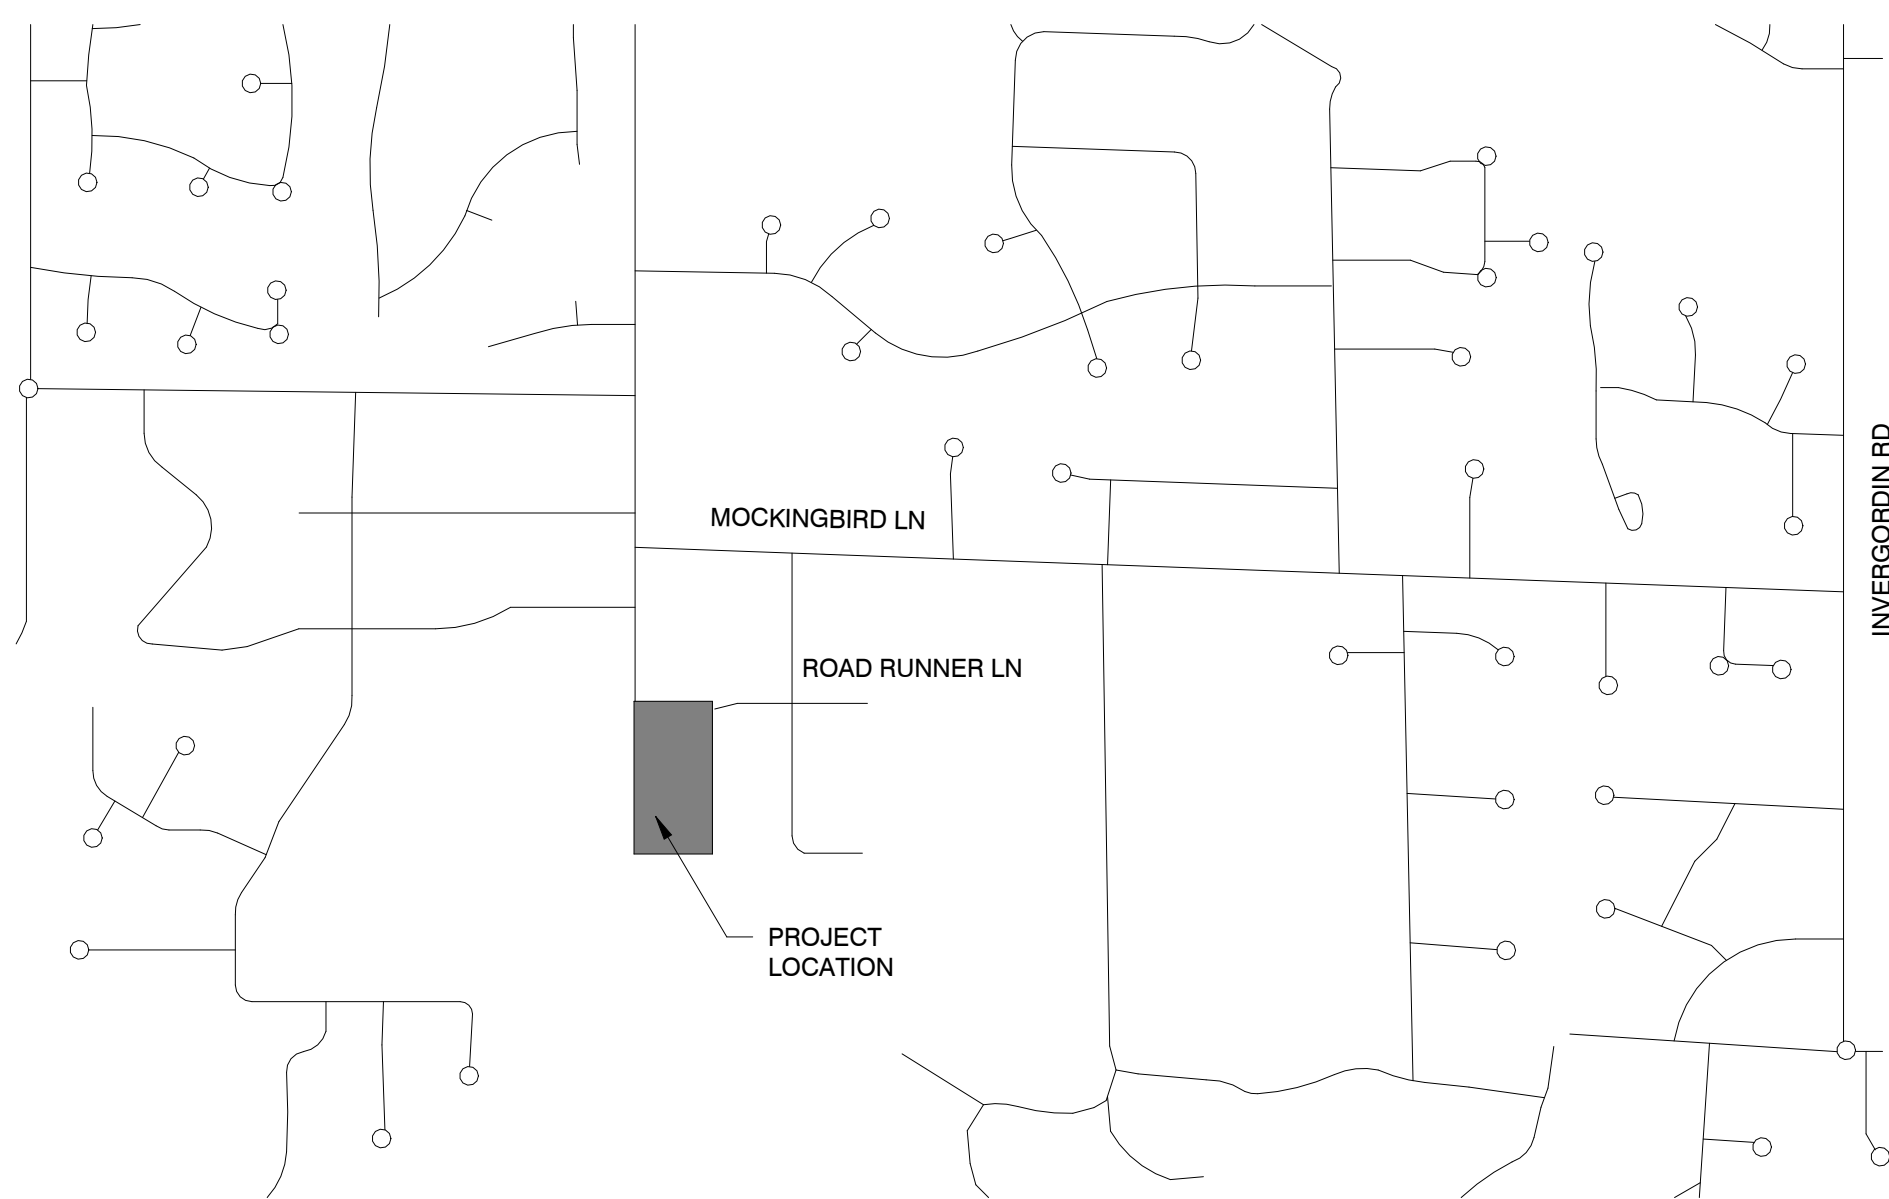 MOCKINGBIRD LN
INVERGORDIN RD
ROAD RUNNER LN
PROJECT
LOCATION